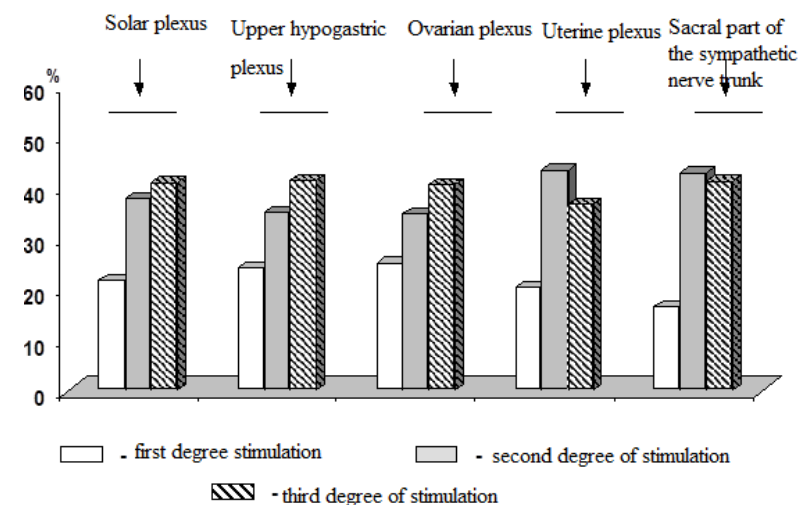 Solar plexus
Upper hypogastric
plexus
Ovarian plexus
Uterine plexus
Sacral part of
the sympathetic
nerve trunk
%
60
50
40
30
20
10
0
- first degree stimulation
- second degree of stimulation
- third degree of stimulation